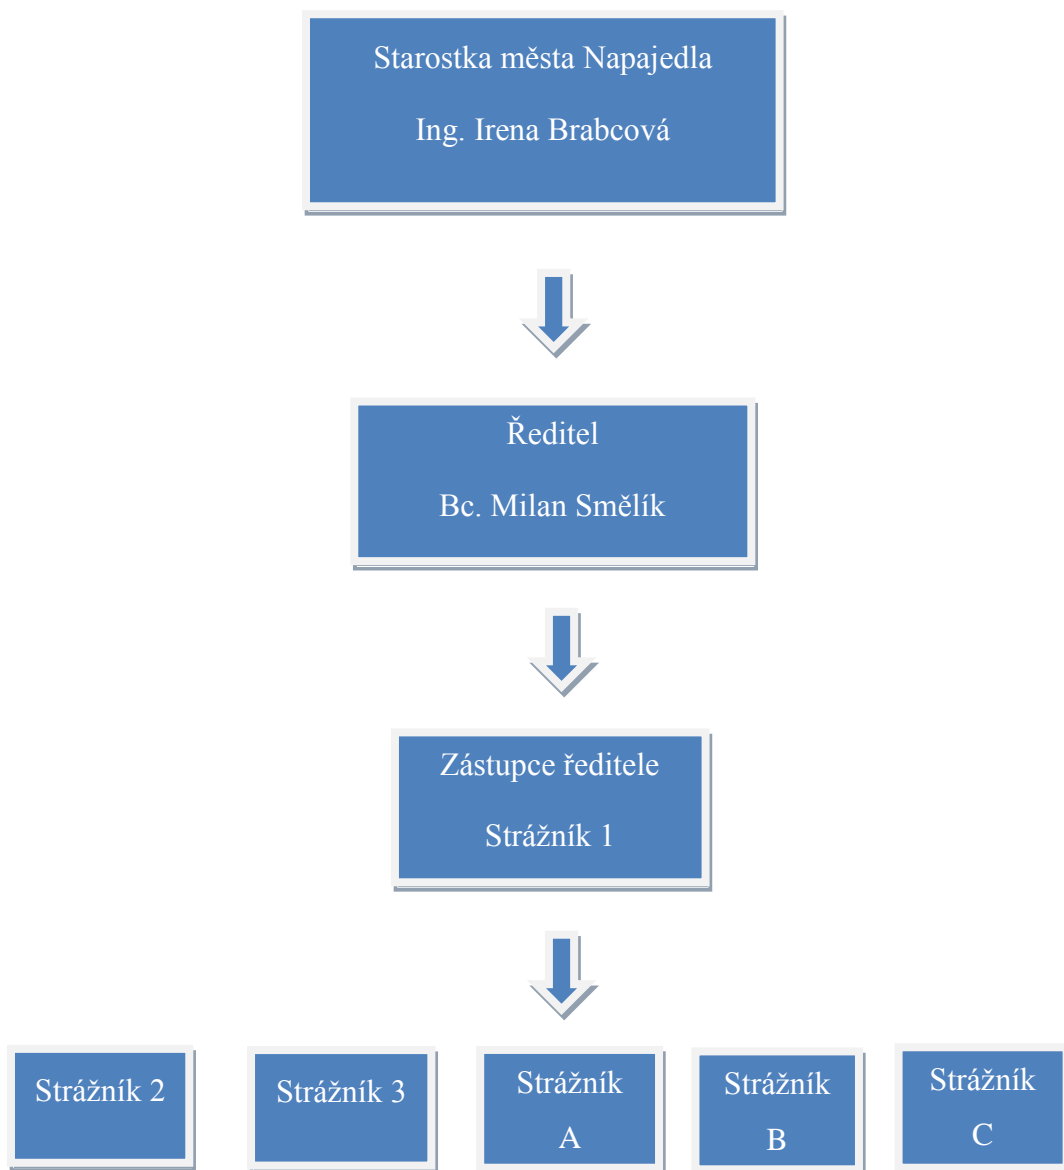 Starostka města Napajedla
Ing. Irena Brabcová
Ředitel
Bc. Milan Smělík
Zástupce ředitele
Strážník 1
Strážník 2
Strážník 3
Strážník
A
Strážník
B
Strážník
C